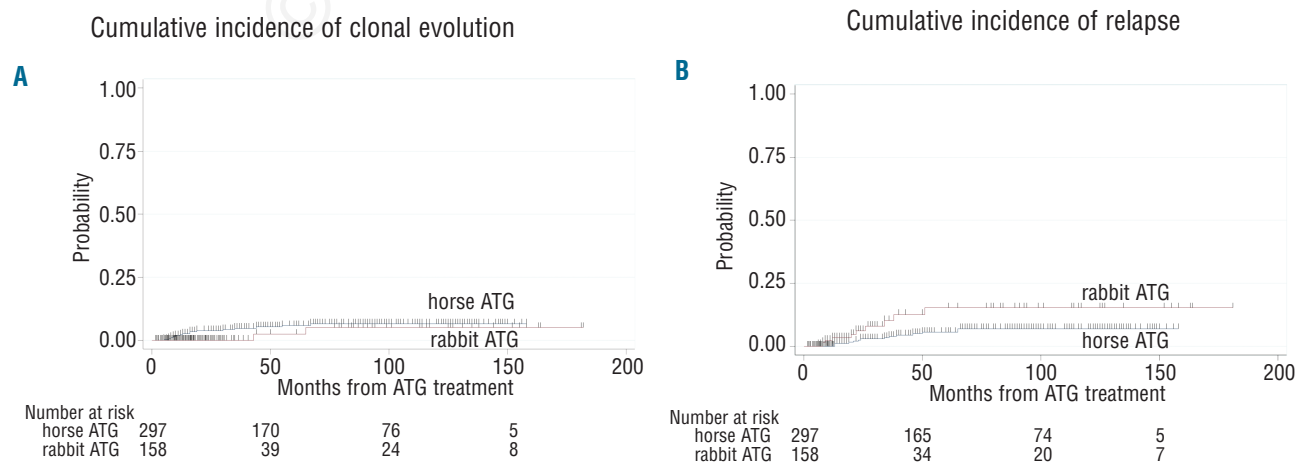 Cumulative incidence of clonal evolution
A
1.00
0.75
0.50
0.25
0.00
Probability
horse ATG
rabbit ATG
0 50 100 150 200
Months from ATG treatment
Number at risk
horse ATG 297 170 76 5
rabbit ATG 158 39 24 8
Cumulative incidence of relapse
B
1.00
0.75
0.50
0.25
0.00
Probability
rabbit ATG
horse ATG
0 50 100 150 200
Months from ATG treatment
Number at risk
horse ATG 297 165 74 5
rabbit ATG 158 34 20 7